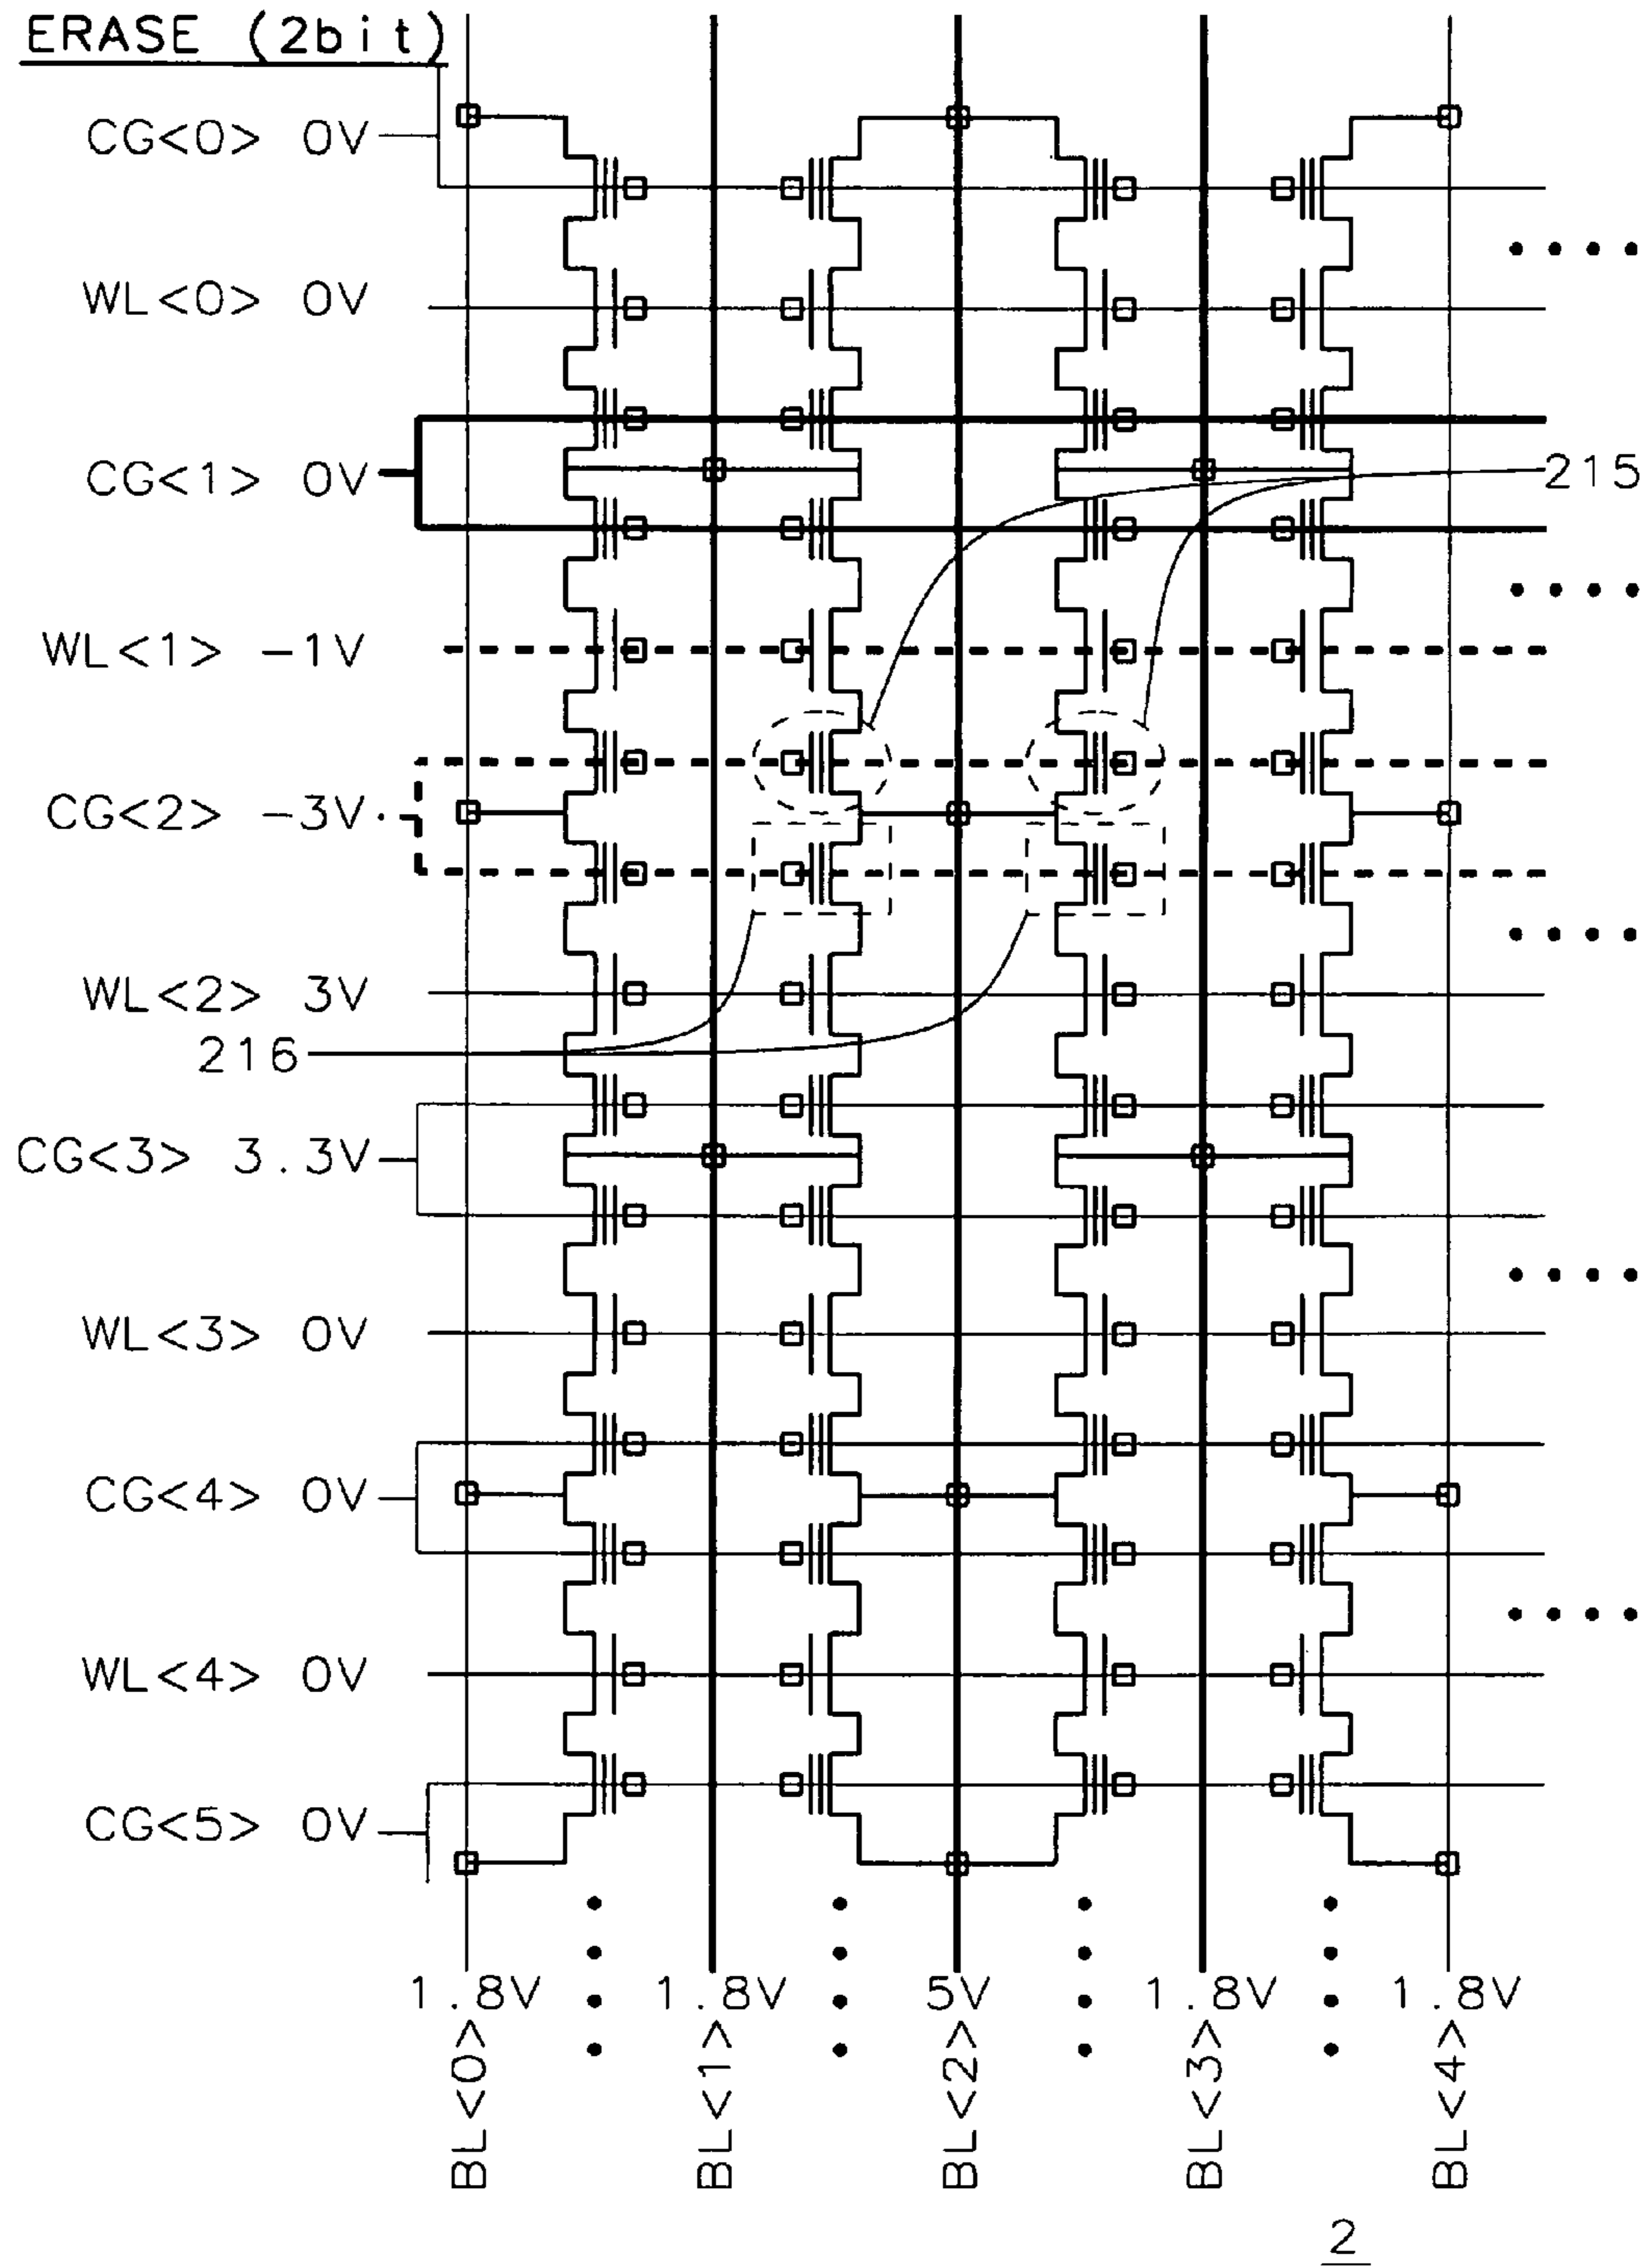 ERASE (2bit)
CG<0> 0V
WL<0> 0V
CG<1> 0V
215
WL<1> -1V
CG<2> -3V
WL<2> 3V
216
CG<3> 3.3V
WL<3> 0V
CG<4> 0V
WL<4> 0V
CG<5> 0V
1.8V 1.8V 5V 1.8V 1.8V
BL<0> BL<1> BL<2> BL<3> BL<4>
2